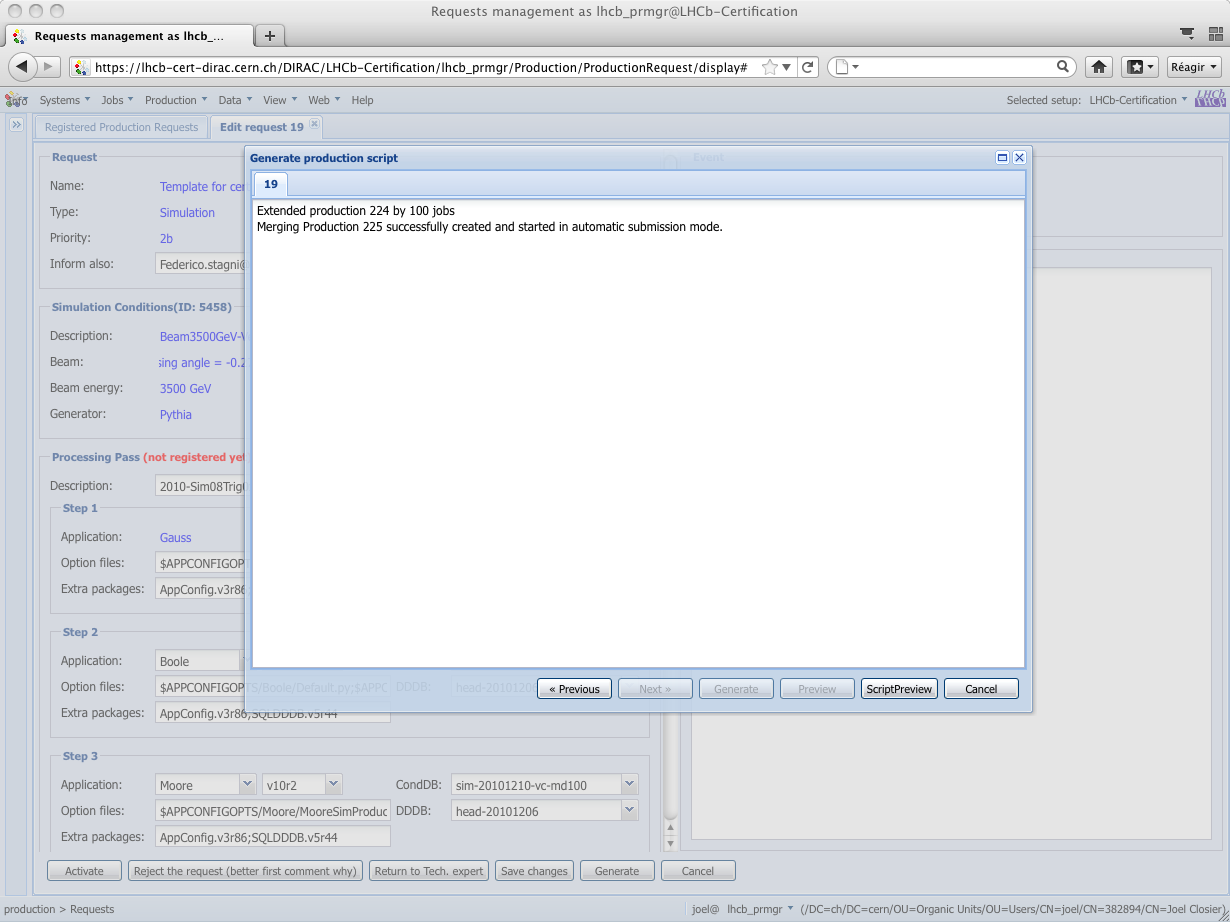 Requests management as lhcb_prmgr@LHCb-Certification
Requests management as lhcb_...
https://lhcb-cert-dirac.cern.ch/DIRAC/LHCb-Certification/lhcb_prmgr/Production/ProductionRequest/display#
Réagir
Systems Jobs Production Data View Web Help Selected setup: LHCb-Certification LHCb
Registered Production Requests Edit request 19
Request Event
Generate production script
19
Extended production 224 by 100 jobs
Merging Production 225 successfully created and started in automatic submission mode.
Name: Template for cer
Type: Simulation
Priority: 2b
Inform also: Federico.stagni@
Simulation Conditions(ID: 5458)
Description: Beam3500GeV-V
Beam: sing angle = -0.2
Beam energy: 3500 GeV
Generator: Pythia
Processing Pass (not registered yet
Description: 2010-Sim08Trig
Step 1
Application: Gauss
Option files: $APPCONFIGOP
Extra packages: AppConfig.v3r86
Step 2
Application: Boole
Option files: $APPCONFIGOPTS/Boole/Default.py;$APPC DDDB: head-20101206
Extra packages: AppConfig.v3r86;SQLDDDB.v5r44
« Previous Next » Generate Preview ScriptPreview Cancel
Step 3
Application: Moore v10r2 CondDB: sim-20101210-vc-md100
Option files: $APPCONFIGOPTS/Moore/MooreSimProduc DDDB: head-20101206
Extra packages: AppConfig.v3r86;SQLDDDB.v5r44
Activate Reject the request (better first comment why) Return to Tech. expert Save changes Generate Cancel
production > Requests joel@ lhcb_prmgr (/DC=ch/DC=cern/OU=Organic Units/OU=Users/CN=joel/CN=382894/CN=Joel Closier)